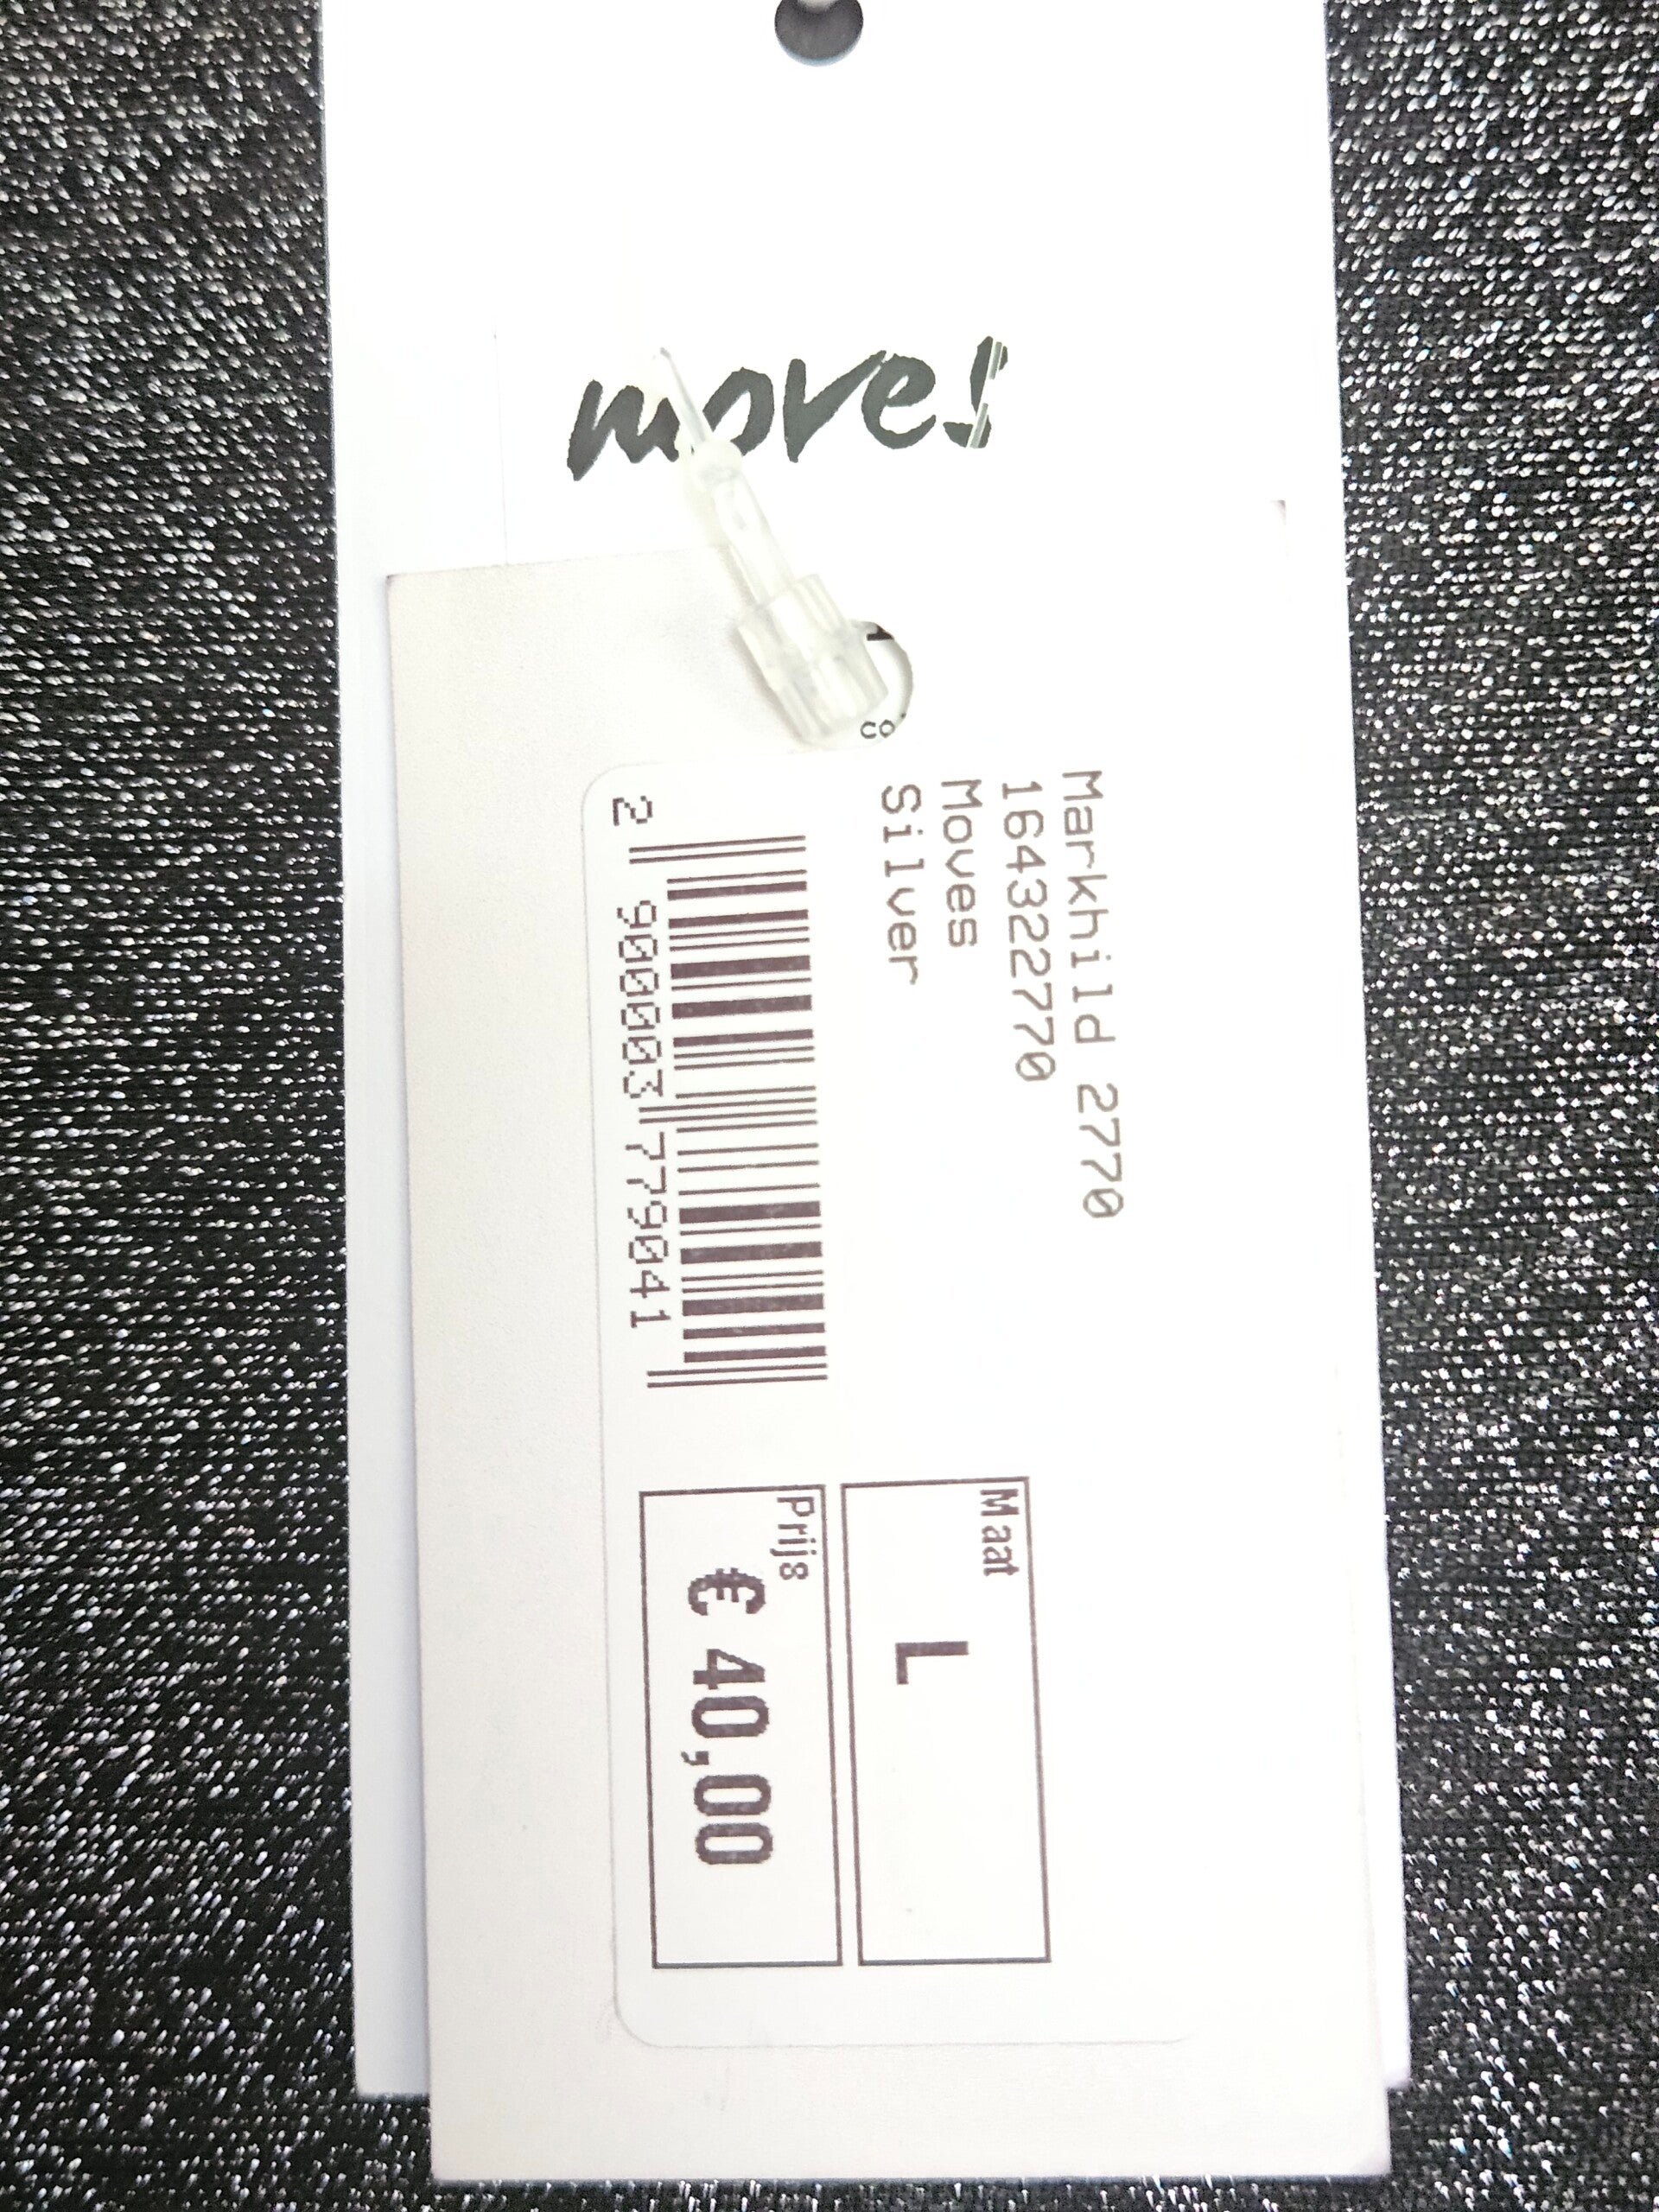 moves
Markhild 2770
164322770
Moves
Silver
2 900003 779041
Maat
L
Prijs
€ 40,00